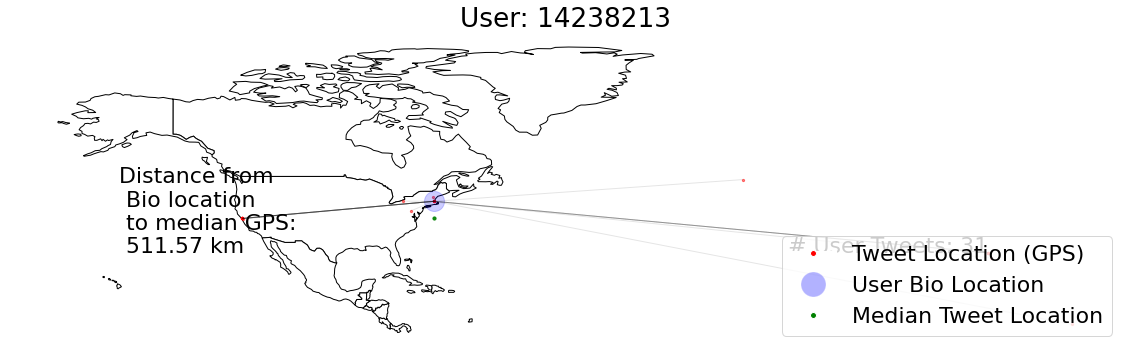 User: 14238213
Distance from
Bio location
to median GPS:
511.57 km
# User Tweets: 31
Tweet Location (GPS)
User Bio Location
Median Tweet Location